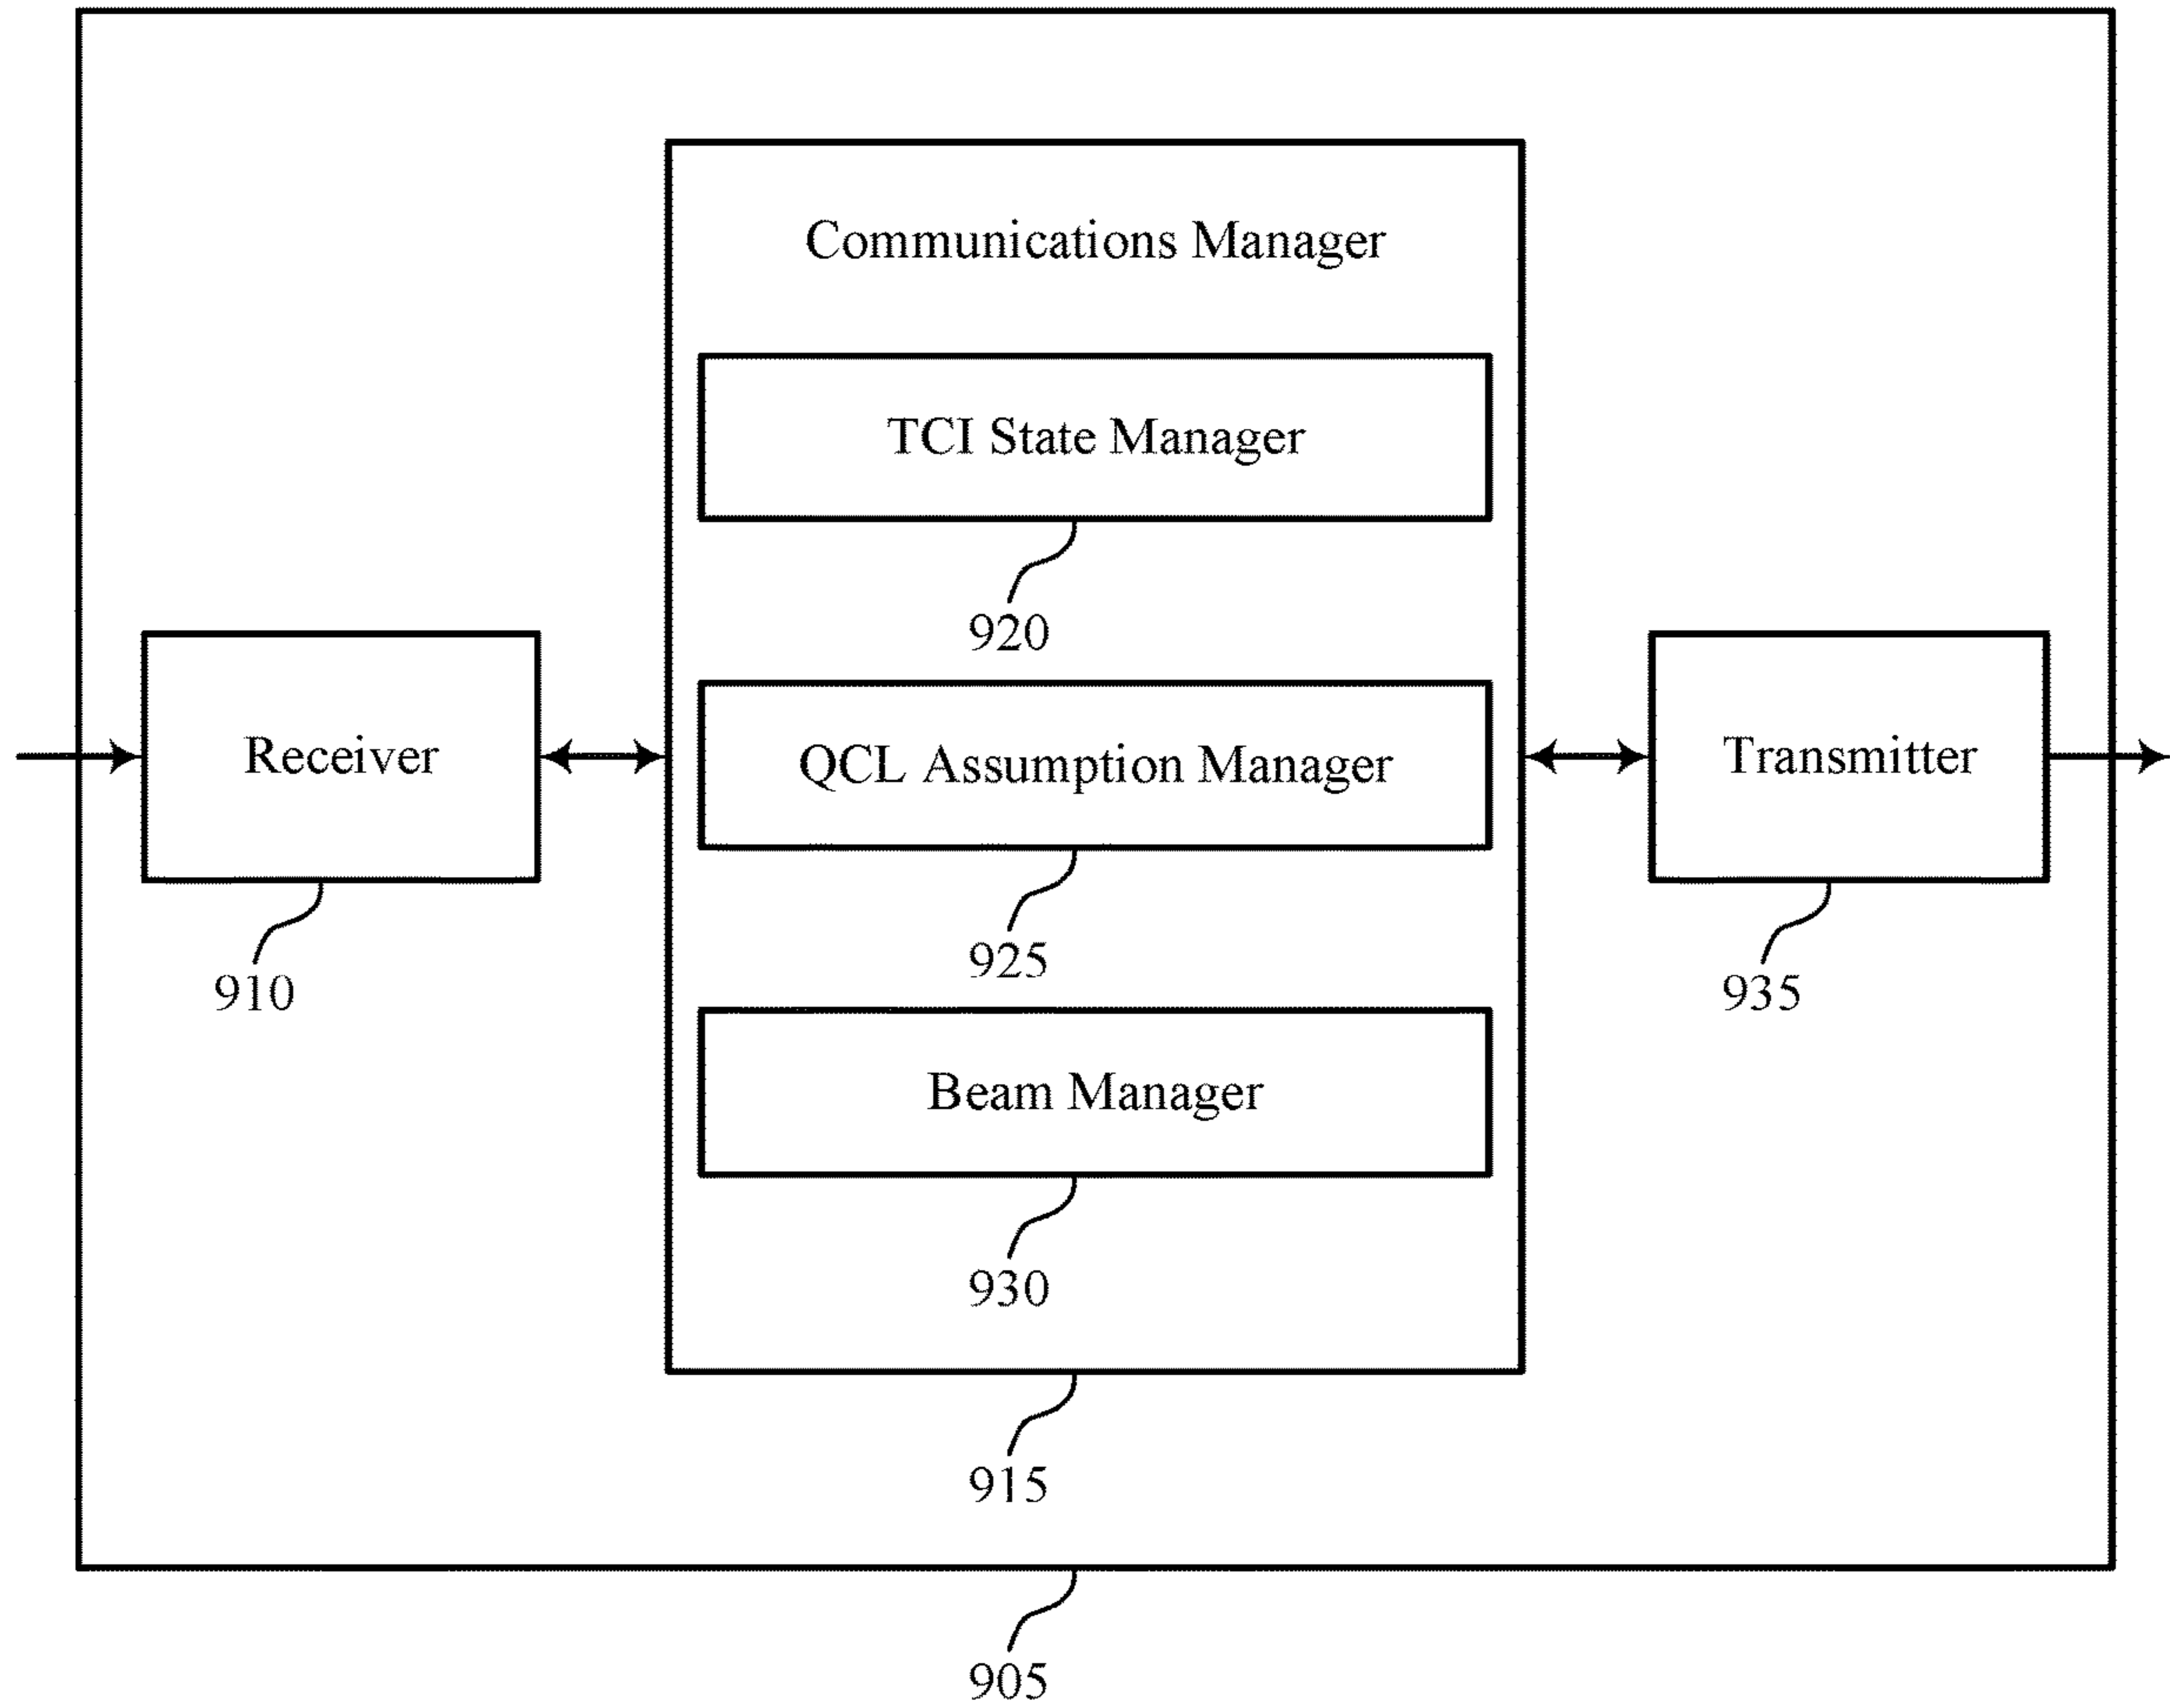 Communications Manager
TCI State Manager
920
Receiver
910
QCL Assumption Manager
925
Transmitter
935
Beam Manager
930
915
905